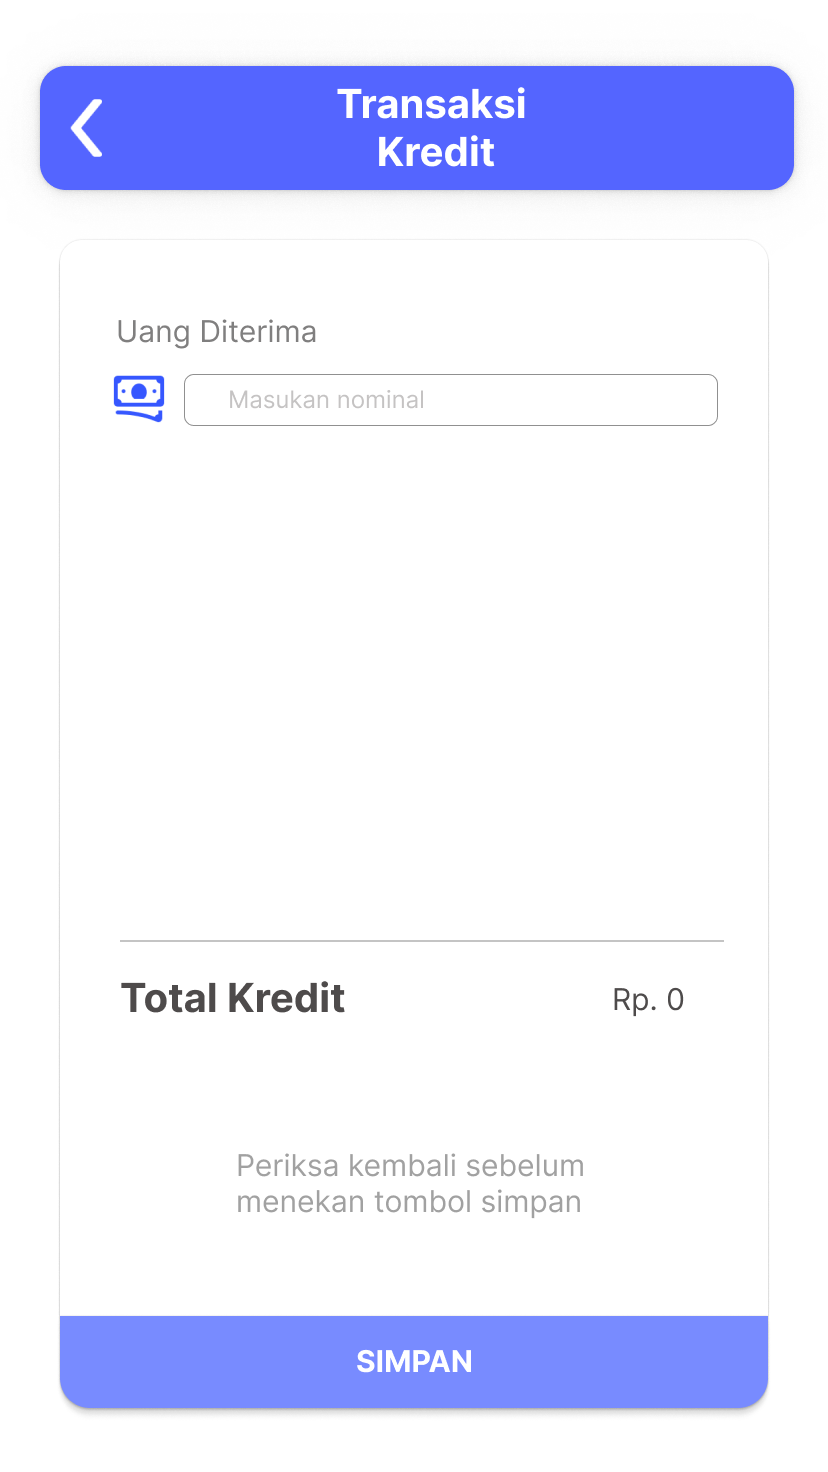 Transaksi
Kredit
Uang Diterima
Masukan nominal
Total Kredit Rp. 0
Periksa kembali sebelum
menekan tombol simpan
SIMPAN